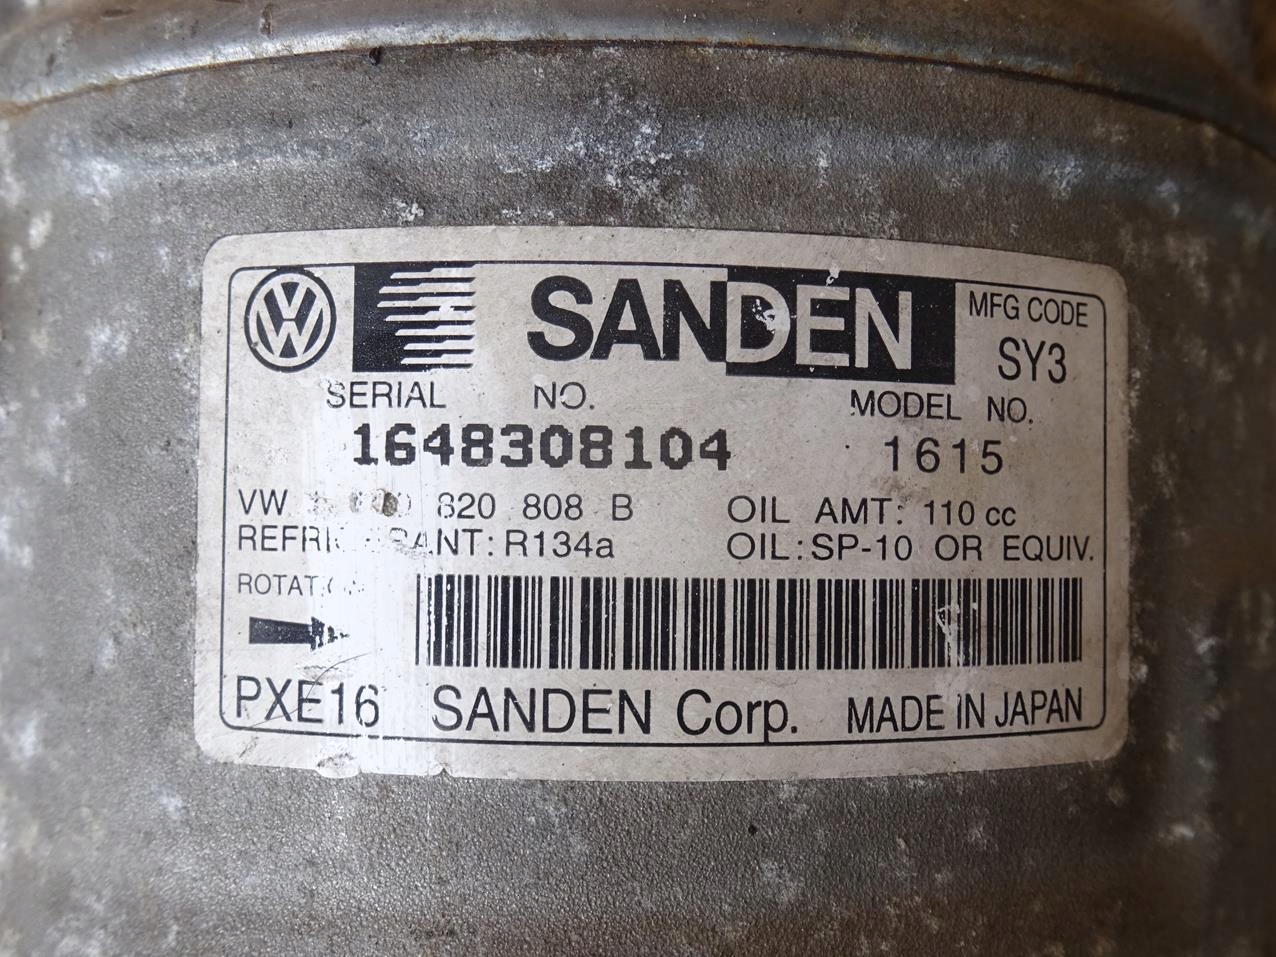 SANDEN MFG CODE
SY3
SERIAL NO. MODEL NO.
1648308104 1615
VW 820 808 B OIL AMT: 110 cc
R134a OIL: SP-10 OR EQUIV.
PXE16 SANDEN Corp. MADE IN JAPAN